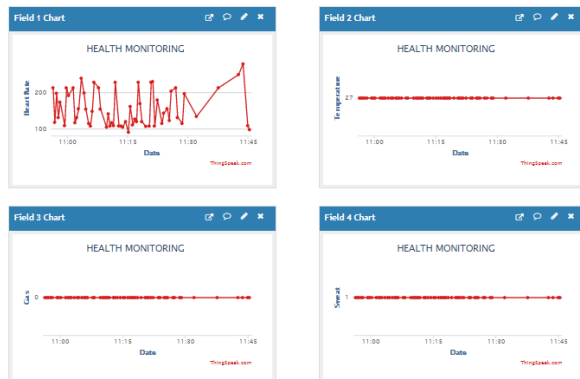 Field 1 Chart
HEALTH MONITORING
Heart Rate
200
100
11:00
11:15
11:30
11:45
Date
ThingSpeak.com
Field 2 Chart
HEALTH MONITORING
Temperature
27
11:00
11:15
11:30
11:45
Date
ThingSpeak.com
Field 3 Chart
HEALTH MONITORING
Gas
0
11:00
11:15
11:30
11:45
Date
ThingSpeak.com
Field 4 Chart
HEALTH MONITORING
Sweat
1
11:00
11:15
11:30
11:45
Date
ThingSpeak.com